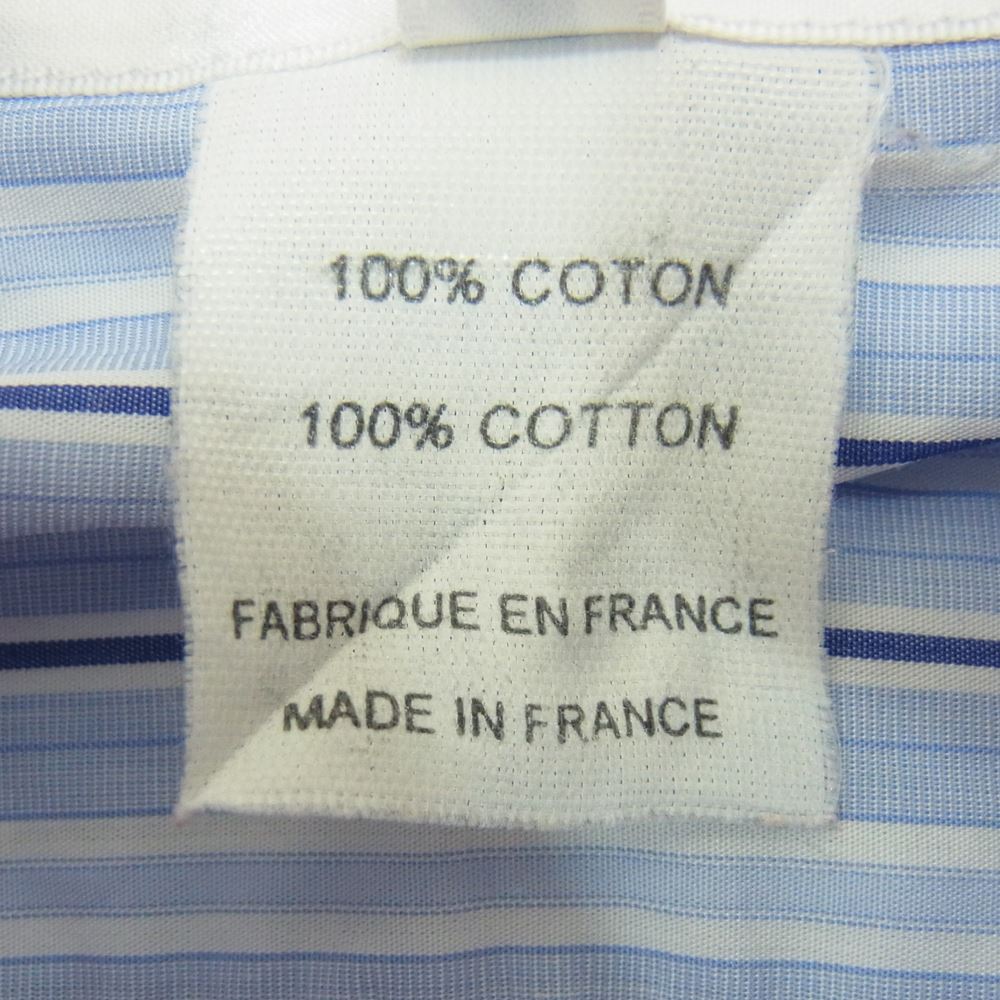 100% COTON
100% COTTON
FABRIQUE EN FRANCE
MADE IN FRANCE